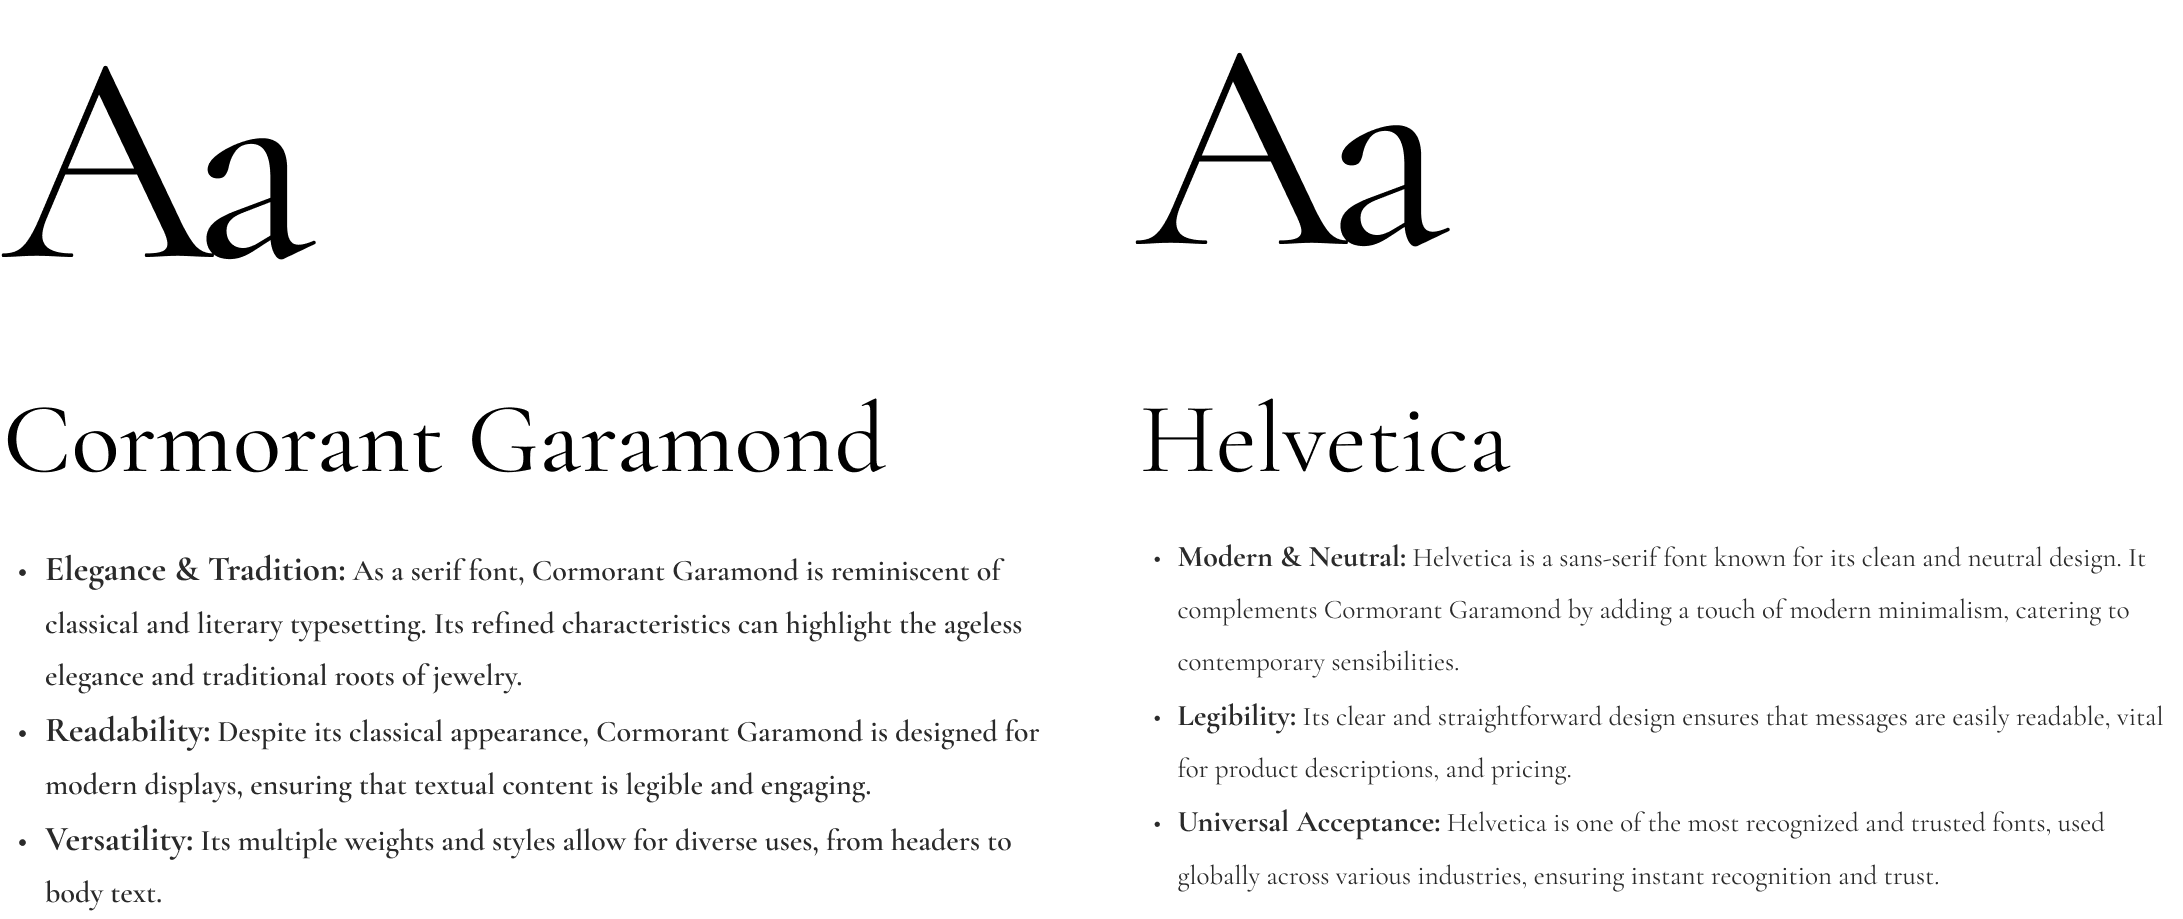 Aa
Cormorant Garamond
• Elegance & Tradition: As a serif font, Cormorant Garamond is reminiscent of
classical and literary typesetting. Its refined characteristics can highlight the ageless
elegance and traditional roots of jewelry.
• Readability: Despite its classical appearance, Cormorant Garamond is designed for
modern displays, ensuring that textual content is legible and engaging.
• Versatility: Its multiple weights and styles allow for diverse uses, from headers to
body text.
Aa
Helvetica
• Modern & Neutral: Helvetica is a sans-serif font known for its clean and neutral design. It
complements Cormorant Garamond by adding a touch of modern minimalism, catering to
contemporary sensibilities.
• Legibility: Its clear and straightforward design ensures that messages are easily readable, vital
for product descriptions, and pricing.
• Universal Acceptance: Helvetica is one of the most recognized and trusted fonts, used
globally across various industries, ensuring instant recognition and trust.